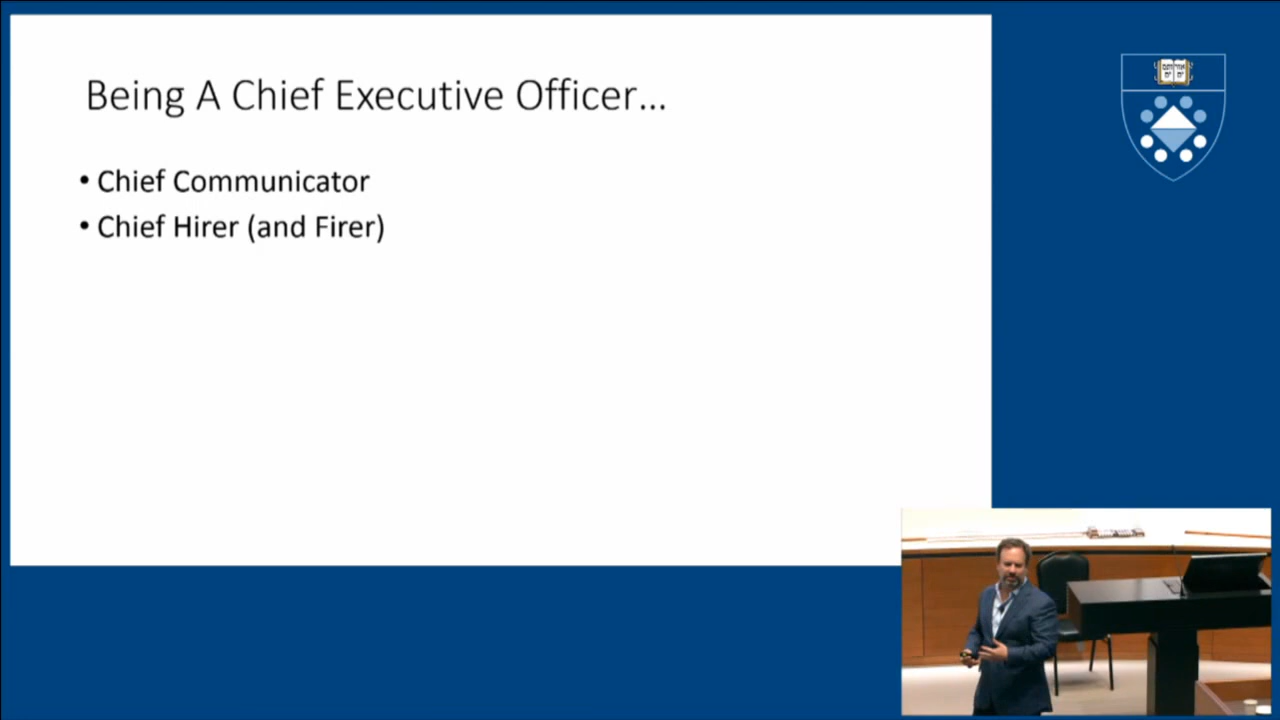 Being A Chief Executive Officer...
• Chief Communicator
• Chief Hirer (and Firer)